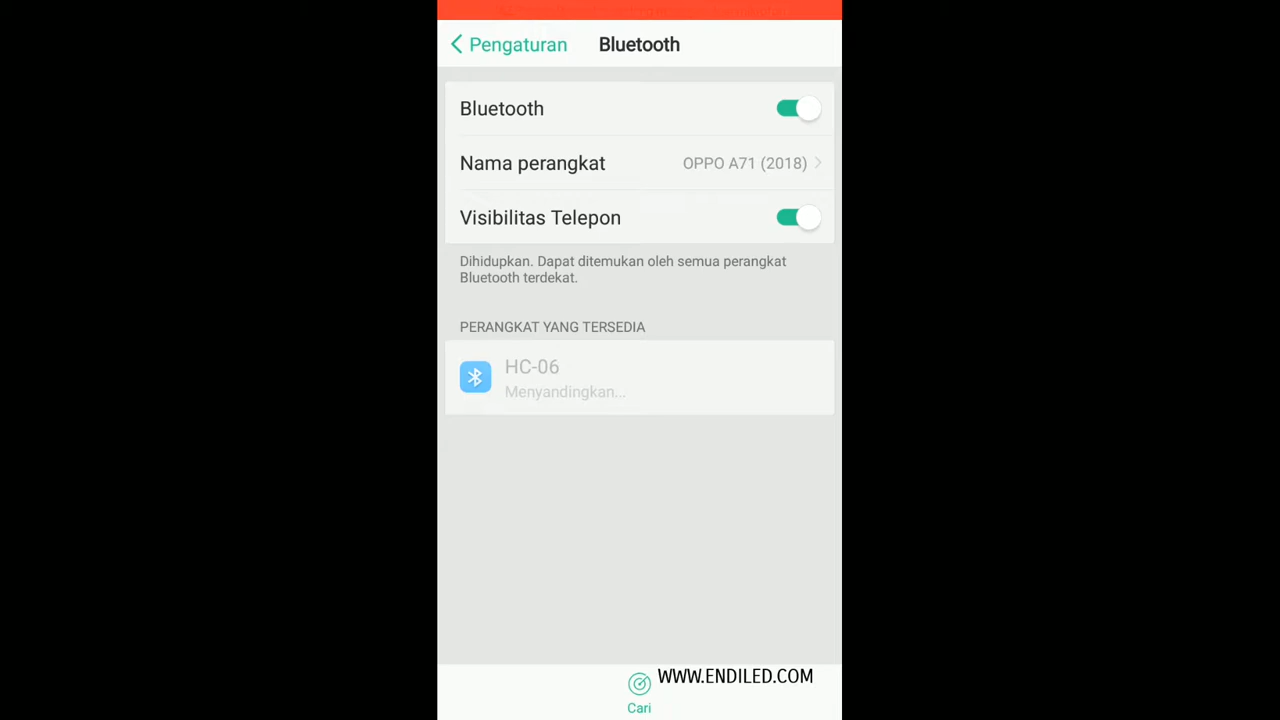 Pengaturan
Bluetooth
Bluetooth
Nama perangkat
OPPO A71 (2018)
Visibilitas Telepon
Dihidupkan. Dapat ditemukan oleh semua perangkat
Bluetooth terdekat.
PERANGKAT YANG TERSEDIA
HC-06
Menyandingkan...
WWW.ENDILED.COM
Cari